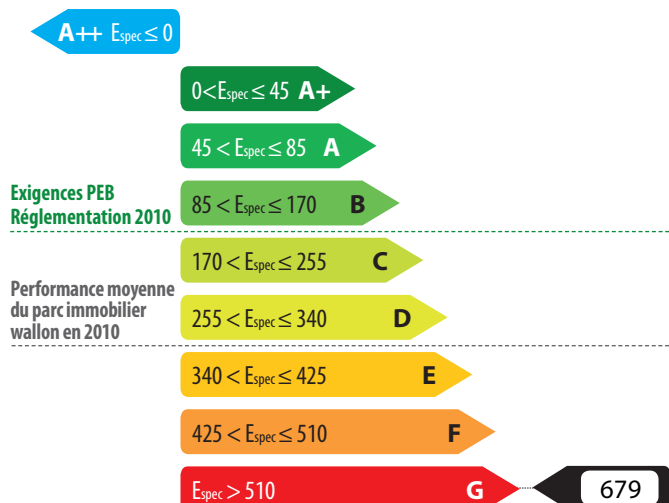 A++ Espec ≤ 0
0<Espec ≤ 45 A+
45 < Espec ≤ 85 A
Exigences PEB
Réglementation 2010
85 < Espec ≤ 170 B
170 < Espec ≤ 255 C
Performance moyenne
du parc immobilier
wallon en 2010
255 < Espec ≤ 340 D
340 < Espec ≤ 425 E
425 < Espec ≤ 510 F
Espec > 510 G 679